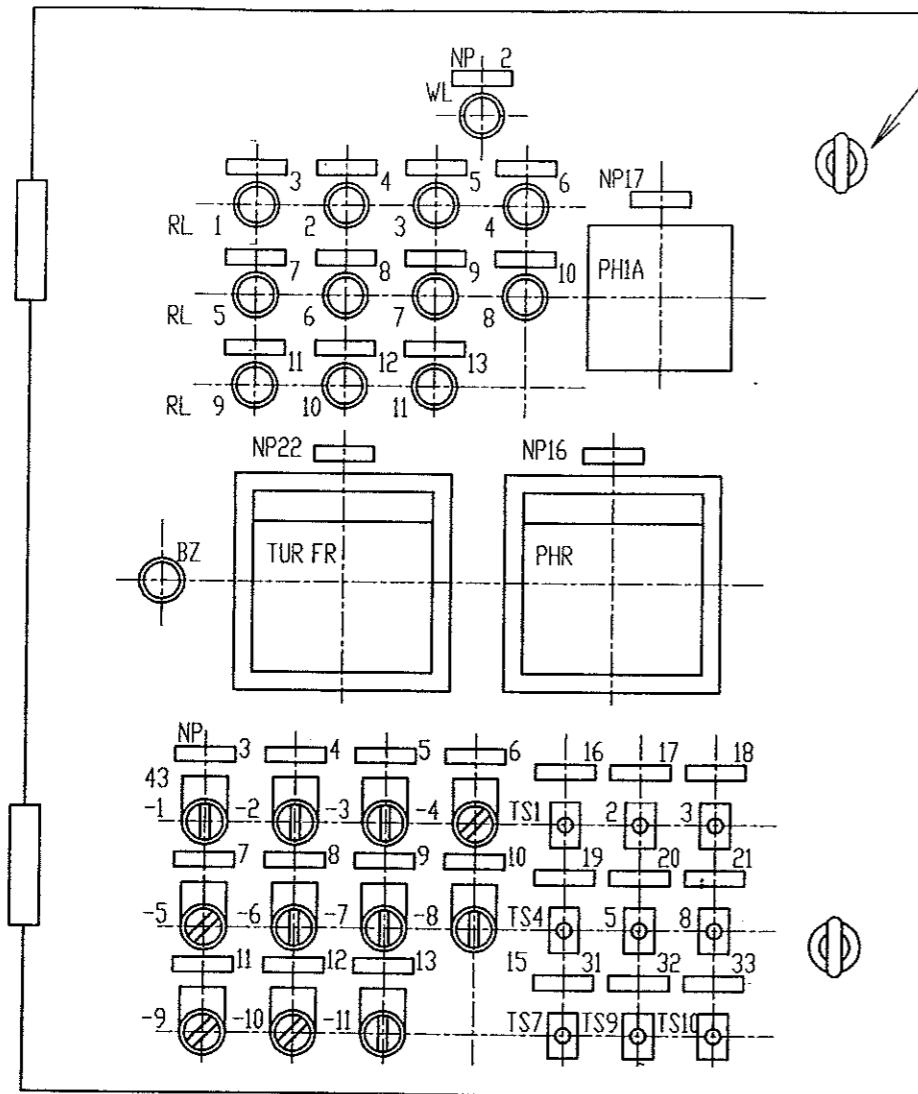 NP 2
WL
3 4 5 6
NP17
RL 1 2 3 4
7 8 9 10
PH1A
RL 5 6 7 8
11 12 13
RL 9 10 11
NP22 NP16
BZ TUR FR PHR
NP 3 4 5 6 16 17 18
43
-1 -2 -3 -4 TS1 2 3
7 8 9 10 19 20 21
-5 -6 -7 -8 TS4 5 8
11 12 13 15 31 32 33
-9 -10 -11 TS7 TS9 TS10